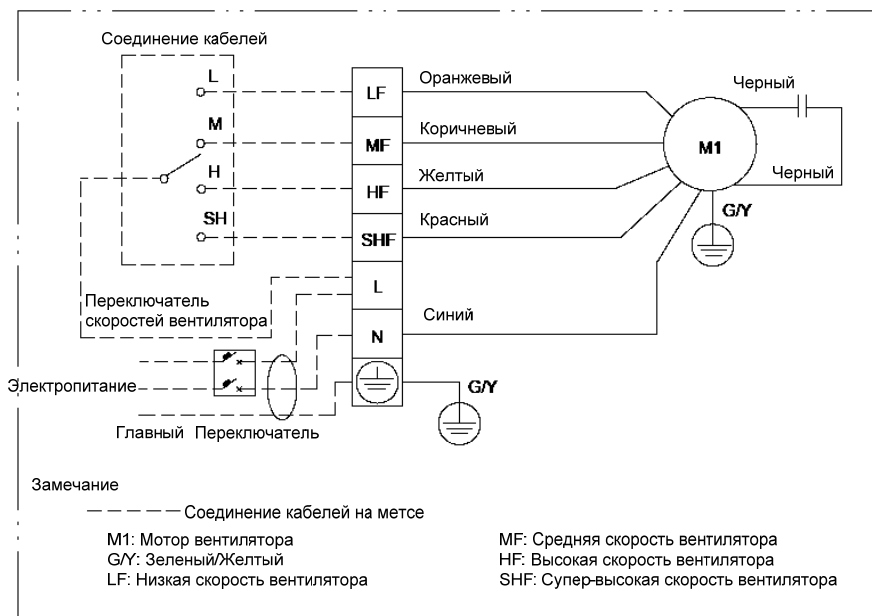 Соединение кабелей
L
M
H
SH
LF
MF
HF
SHF
L
N
Оранжевый
Коричневый
Желтый
Красный
Синий
M1
Черный
Черный
G/Y
G/Y
Переключатель
скоростей вентилятора
Электропитание
Главный Переключатель
Замечание
Соединение кабелей на метсе
M1: Мотор вентилятора
G/Y: Зеленый/Желтый
LF: Низкая скорость вентилятора
MF: Средняя скорость вентилятора
HF: Высокая скорость вентилятора
SHF: Супер-высокая скорость вентилятора